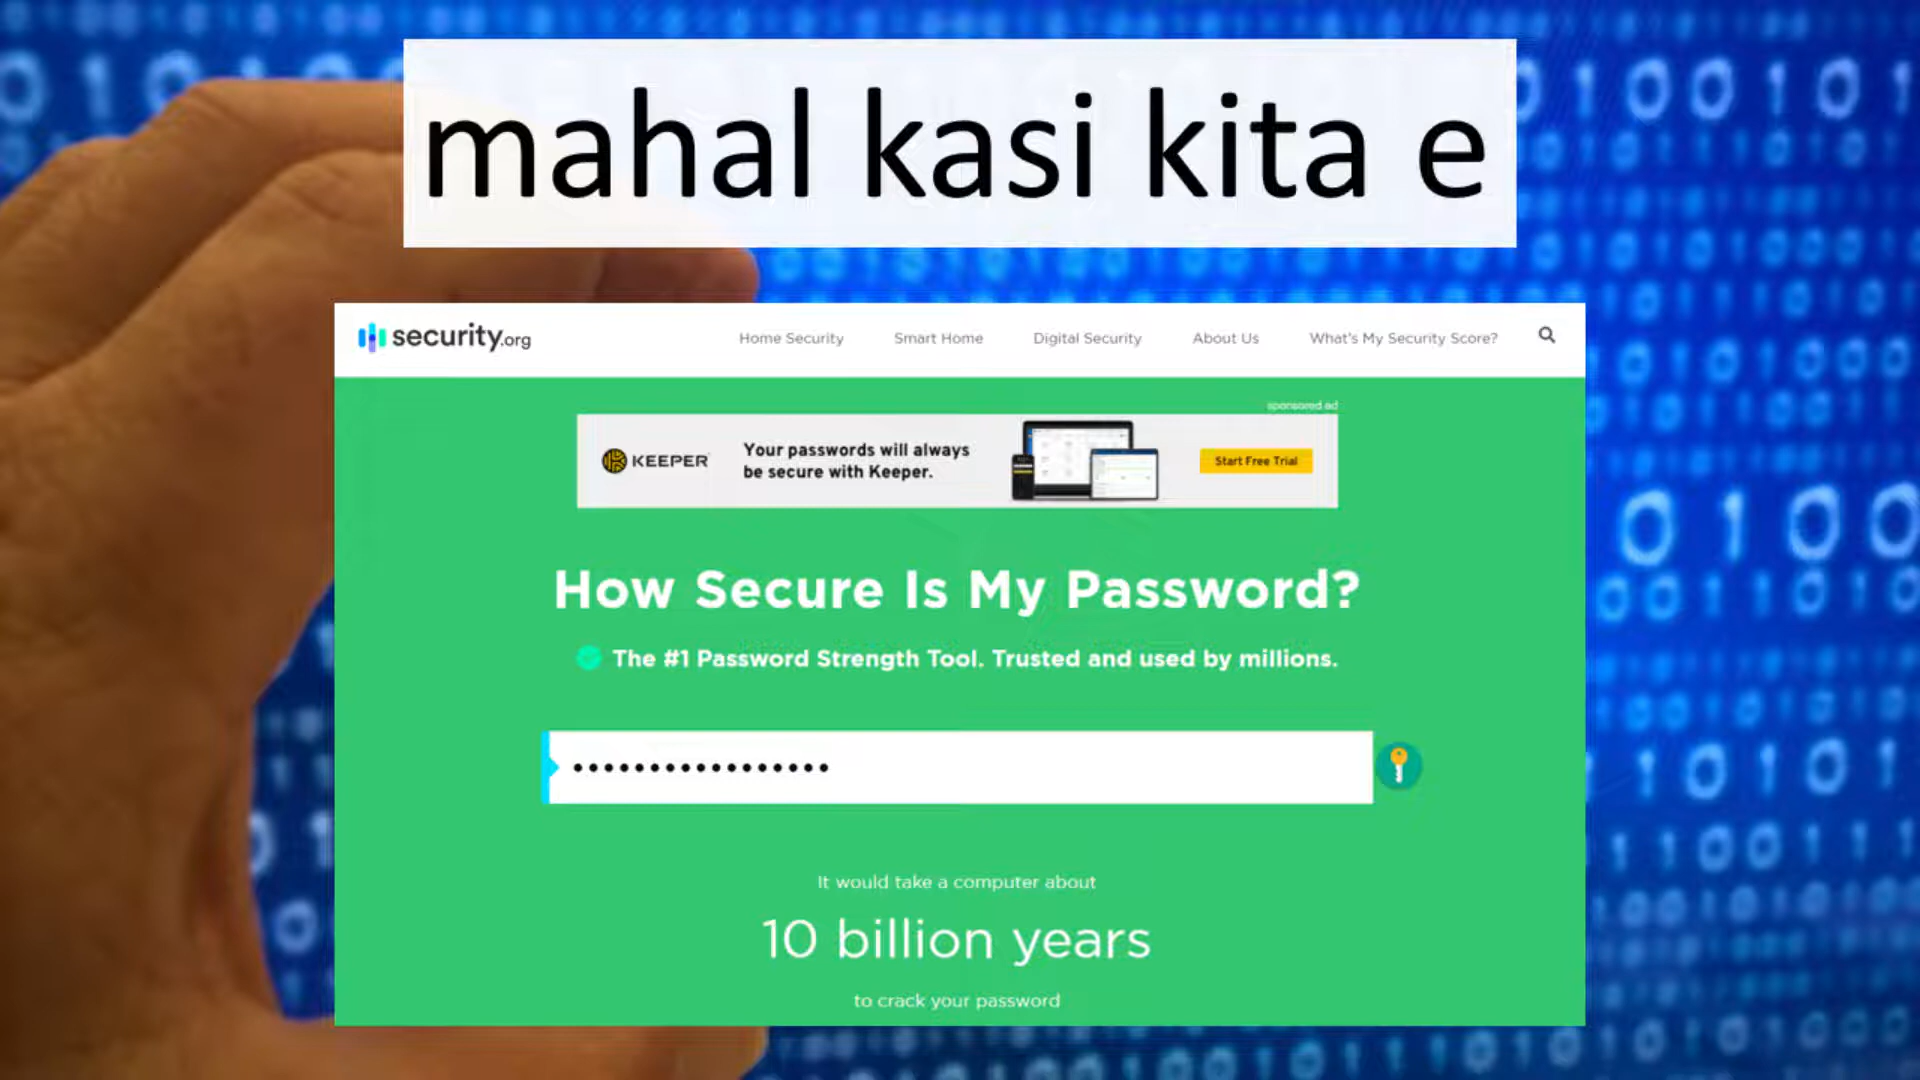 mahal kasi kita e
security.org
Home Security
Smart Home
Digital Security
About Us
What's My Security Score?
sponsored ad
KEEPER
Your passwords will always
be secure with Keeper.
Start Free Trial
How Secure Is My Password?
The #1 Password Strength Tool. Trusted and used by millions.
•••••••••••••••••
It would take a computer about
10 billion years
to crack your password